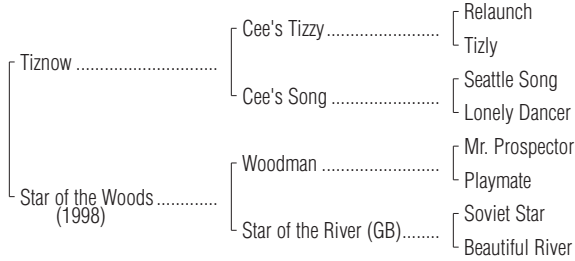 Relaunch
Cee's Tizzy
Tizly
Tiznow
Seattle Song
Cee's Song
Lonely Dancer
Mr. Prospector
Woodman
Playmate
Star of the Woods
(1998)
Soviet Star
Star of the River (GB)
Beautiful River